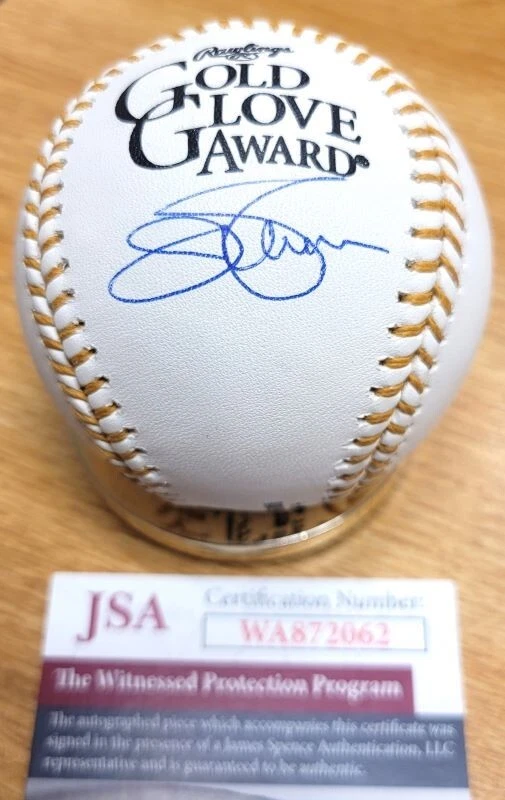 Rawlings
GOLD
GLOVE
AWARD
JSA
Certification Number:
WA872062
The Witnessed Protection Program
The autographed piece which accompanies this certificate was
signed in the presence of a James Spence Authentication, LLC
representative and is guaranteed to be authentic.